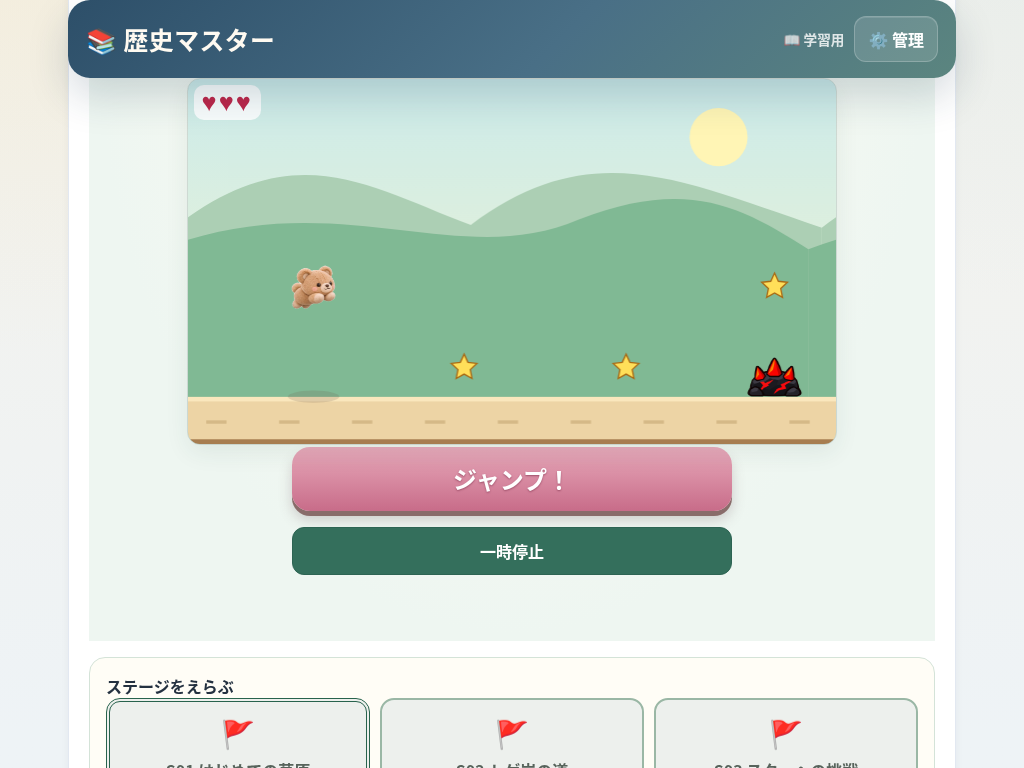 歴史マスター
学習用
管理
ジャンプ！
一時停止
ステージをえらぶ